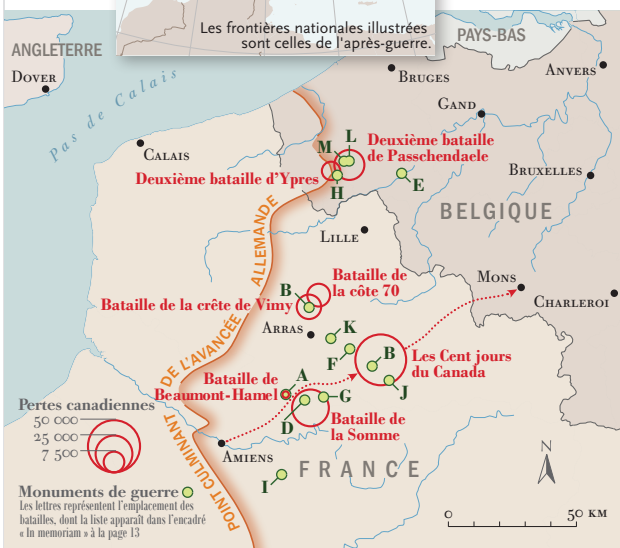 Les frontières nationales illustrées
sont celles de l'après-guerre.
ANGLETERRE
DOVER
Pas de Calais
CALAIS
PAYS-BAS
BRUGES
ANVERS
GAND
L
M
Deuxième bataille
de Passchendaele
Deuxième bataille d'Ypres
H
E
BRUXELLES
BELGIQUE
LILLE
MONS
CHARLEROI
Bataille de
la côte 70
B
Bataille de la crête de Vimy
ARRAS
K
F
B
Les Cent jours
du Canada
J
A
Bataille de
Beaumont-Hamel
G
D
Bataille de
la Somme
POINT CULMINANT DE L'AVANCÉE ALLEMANDE
AMIENS
I
FRANCE
Pertes canadiennes
50 000
25 000
7 500
Monuments de guerre
Les lettres représentent l'emplacement des
batailles, dont la liste apparaît dans l'encadré
« In memoriam » à la page 13
N
0 50 KM